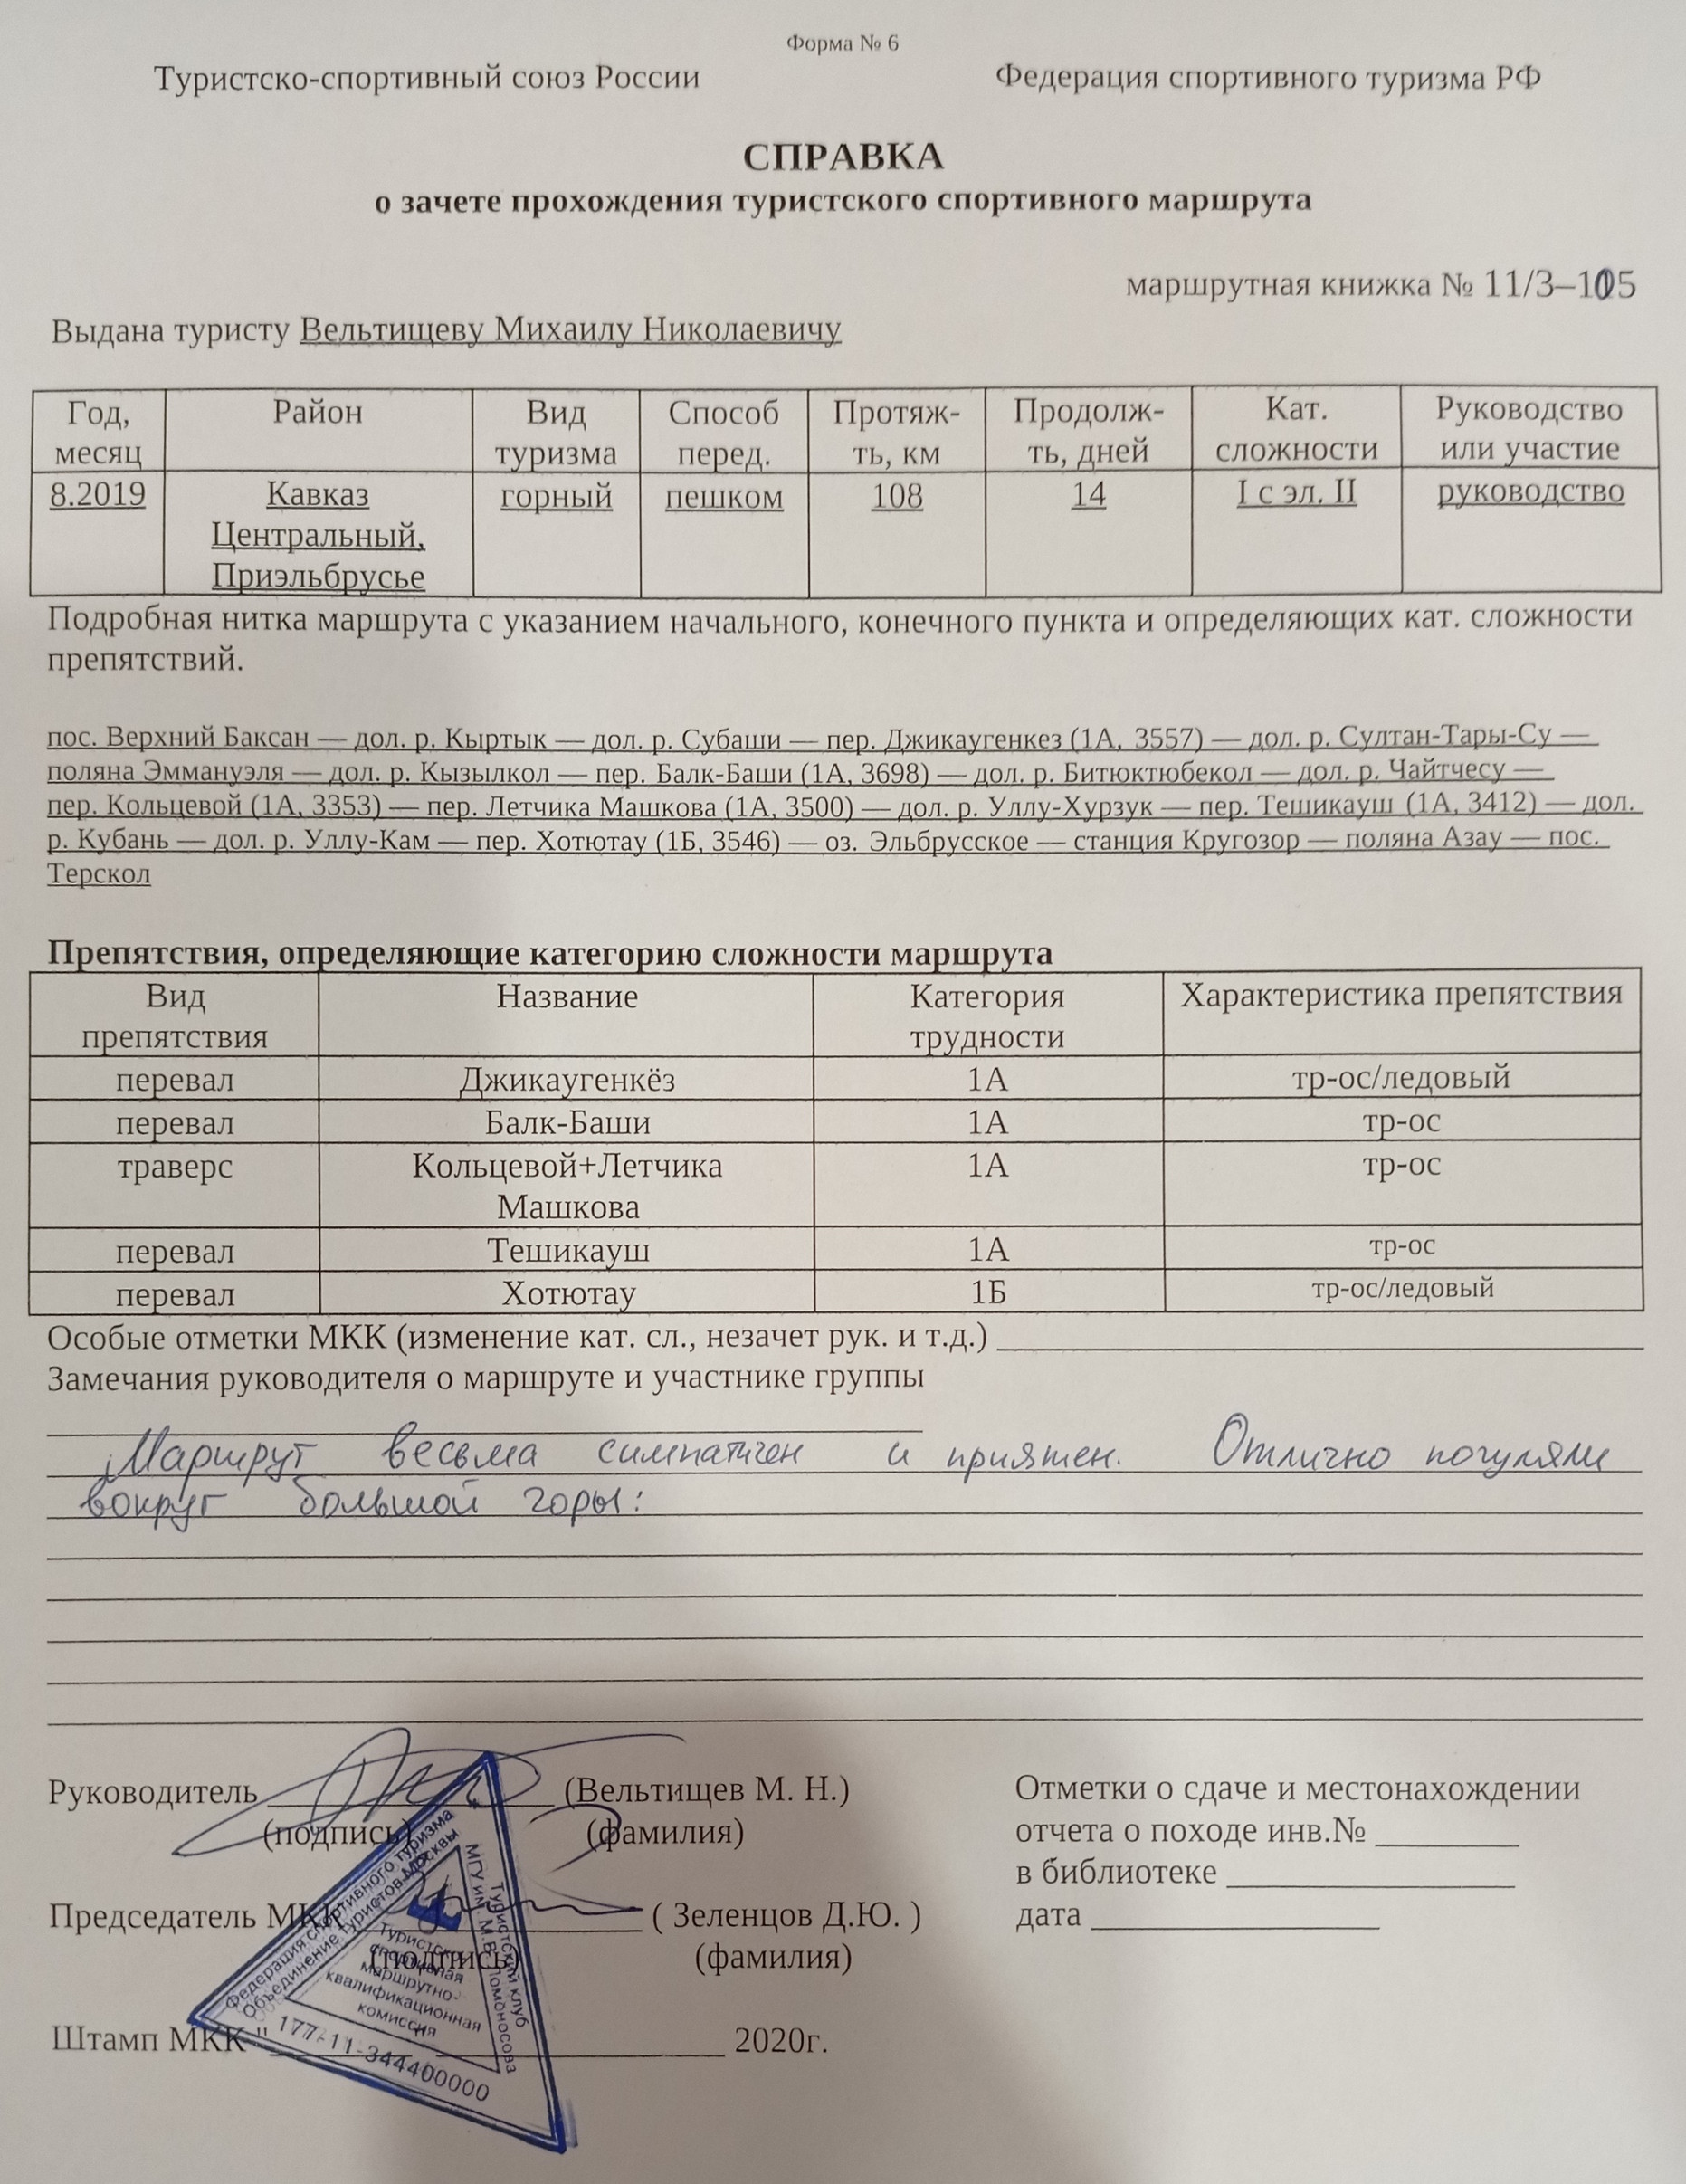 Форма № 6
Туристско-спортивный союз России Федерация спортивного туризма РФ
СПРАВКА
о зачете прохождения туристского спортивного маршрута
маршрутная книжка № 11/3–105
Выдана туристу Вельтищеву Михаилу Николаевичу
Год, месяц Район Вид туризма Способ перед. Протяж-ть, км Продолж-ть, дней Кат. сложности Руководство или участие
8.2019 Кавказ Центральный, Приэльбрусье горный пешком 108 14 I с эл. II руководство
Подробная нитка маршрута с указанием начального, конечного пункта и определяющих кат. сложности
препятствий.
пос. Верхний Баксан — дол. р. Кыртык — дол. р. Субаши — пер. Джикаугенкез (1А, 3557) — дол. р. Султан-Тары-Су —
поляна Эммануэля — дол. р. Кызылкол — пер. Балк-Баши (1А, 3698) — дол. р. Битюктюбекол — дол. р. Чайтчесу —
пер. Кольцевой (1А, 3353) — пер. Летчика Машкова (1А, 3500) — дол. р. Уллу-Хурзук — пер. Тешикауш (1А, 3412) — дол.
р. Кубань — дол. р. Уллу-Кам — пер. Хотютау (1Б, 3546) — оз. Эльбрусское — станция Кругозор — поляна Азау — пос.
Терскол
Препятствия, определяющие категорию сложности маршрута
Вид препятствия Название Категория трудности Характеристика препятствия
перевал Джикаугенкёз 1А тр-ос/ледовый
перевал Балк-Баши 1А тр-ос
траверс Кольцевой+Летчика Машкова 1А тр-ос
перевал Тешикауш 1А тр-ос
перевал Хотютау 1Б тр-ос/ледовый
Особые отметки МКК (изменение кат. сл., незачет рук. и т.д.)
Замечания руководителя о маршруте и участнике группы
Маршрут весьма симпатичен и приятен. Отлично погуляли
вокруг большой горы:
Руководитель (Вельтищев М. Н.)
(подпись) (фамилия)
Председатель МКК ( Зеленцов Д.Ю. )
(подпись) (фамилия)
Штамп МКК " " 2020г.
Отметки о сдаче и местонахождении
отчета о походе инв.№
в библиотеке
дата
Федерация спортивного туризма
Объединение туристов Москвы
Туристский клуб
МГУ им. М.В. Ломоносова
Туристско-
спортивная
маршрутно-
квалификационная
комиссия
177-11-344400000